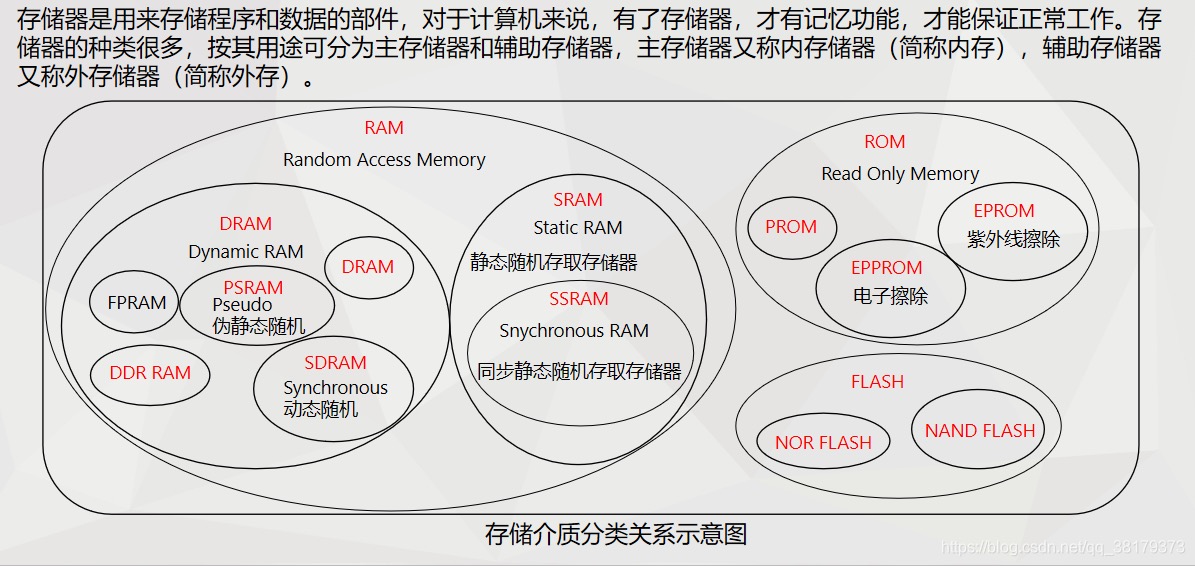 存储器是用来存储程序和数据的部件，对于计算机来说，有了存储器，才有记忆功能，才能保证正常工作。存
储器的种类很多，按其用途可分为主存储器和辅助存储器，主存储器又称内存储器（简称内存），辅助存储器
又称外存储器（简称外存）。
RAM
Random Access Memory
DRAM
Dynamic RAM
DRAM
FPRAM
PSRAM
Pseudo
伪静态随机
DDR RAM
SDRAM
Synchronous
动态随机
SRAM
Static RAM
静态随机存取存储器
SSRAM
Snychronous RAM
同步静态随机存取存储器
ROM
Read Only Memory
PROM
EPROM
紫外线擦除
EPPROM
电子擦除
FLASH
NOR FLASH
NAND FLASH
存储介质分类关系示意图
https://blog.csdn.net/qq_38179373